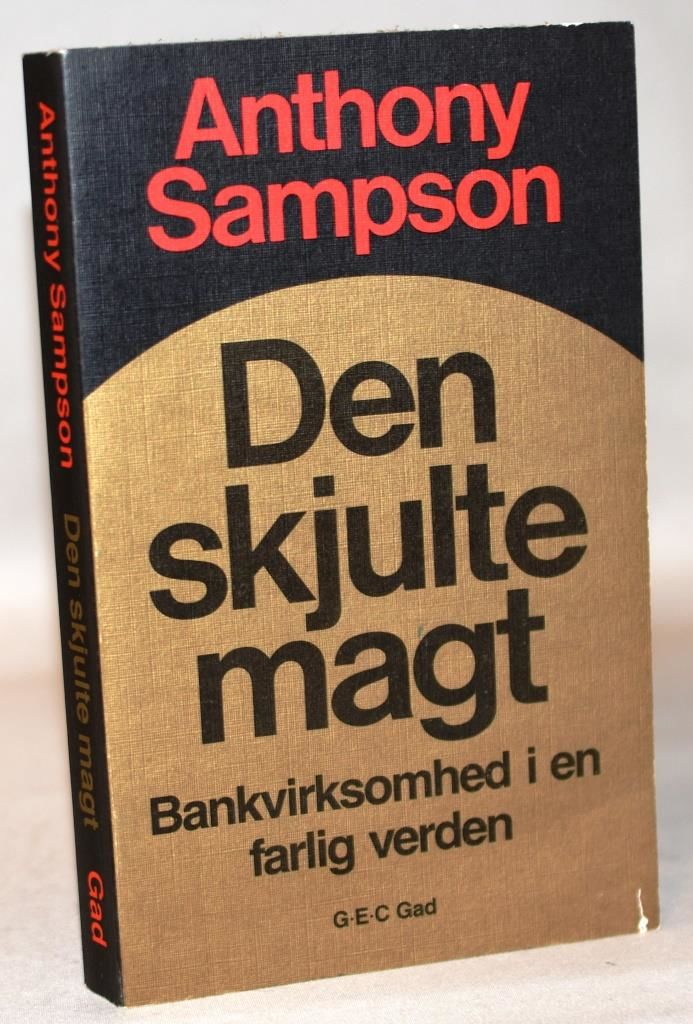 Anthony
Sampson
Den
skjulte
magt
Bankvirksomhed i en
farlig verden
G·E·C Gad
Anthony Sampson Den skjulte magt Gad